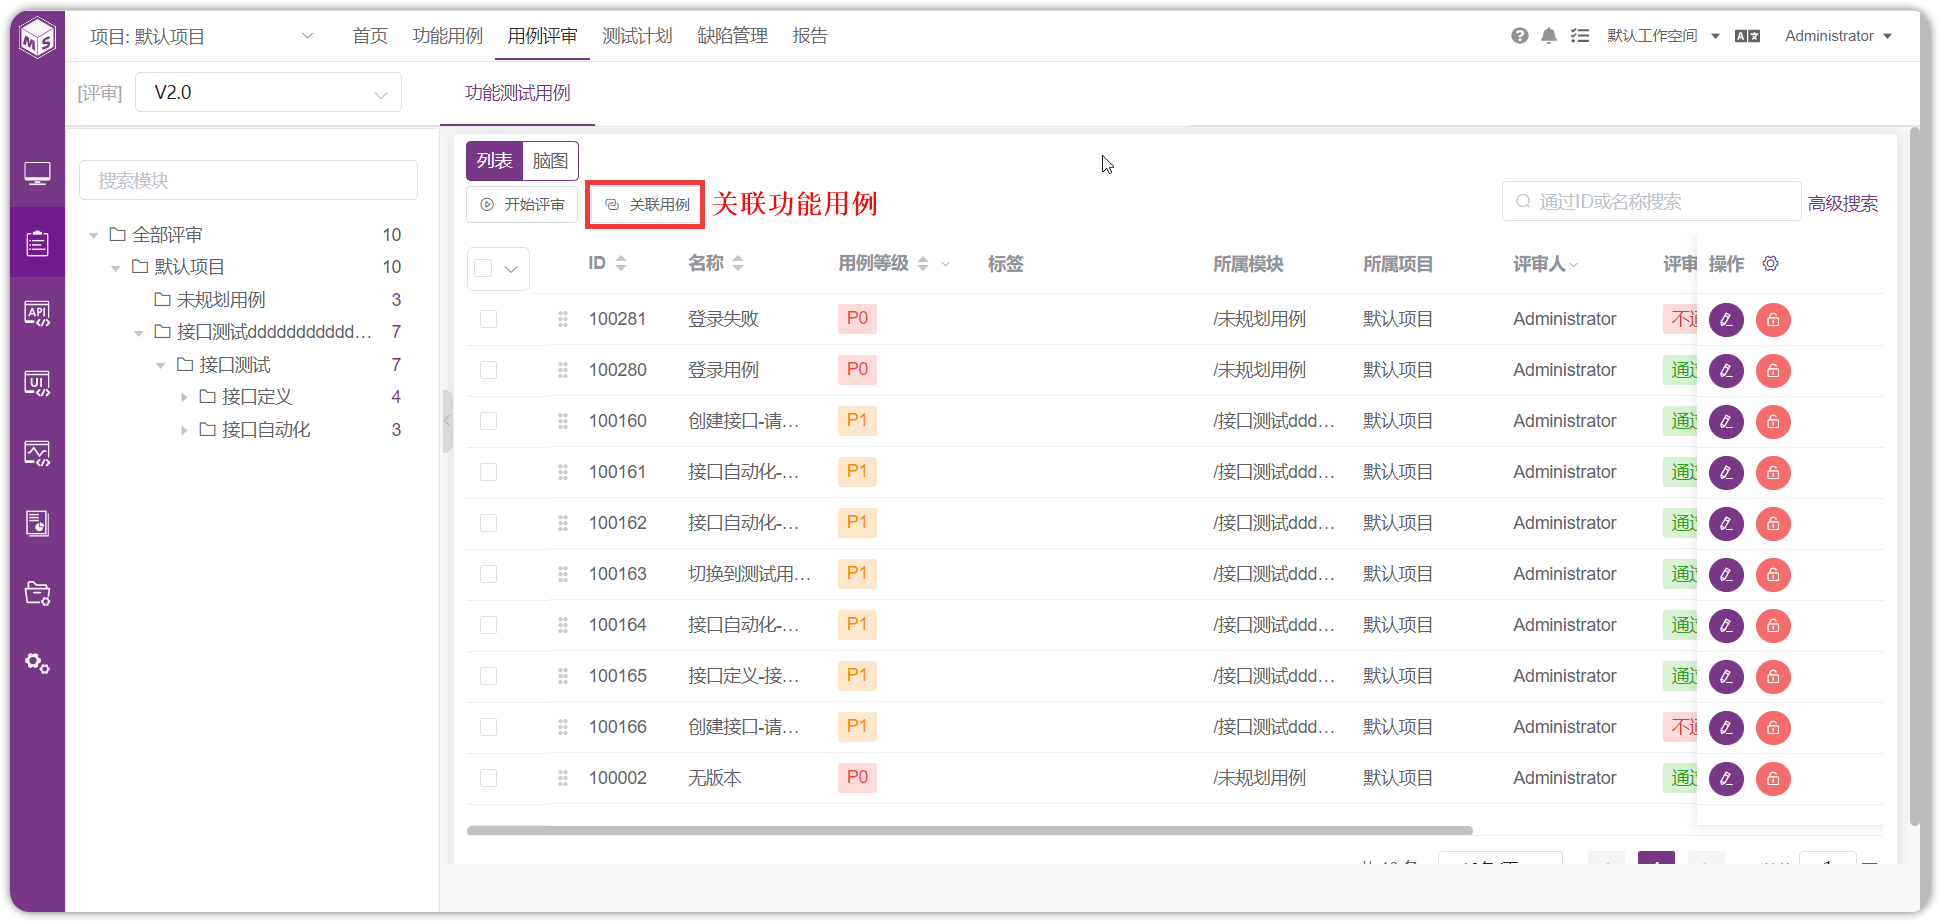 项目: 默认项目
首页
功能用例
用例评审
测试计划
缺陷管理
报告
默认工作空间
Administrator
[评审]
V2.0
功能测试用例
搜索模块
全部评审 10
默认项目 10
未规划用例 3
接口测试dddddddddddd... 7
接口测试 7
接口定义 4
接口自动化 3
API
UI
列表
脑图
开始评审
关联用例
关联功能用例
通过ID或名称搜索
高级搜索
ID 名称 用例等级 标签 所属模块 所属项目 评审人 评审 操作
100281 登录失败 P0 /未规划用例 默认项目 Administrator
100280 登录用例 P0 /未规划用例 默认项目 Administrator 通过
100160 创建接口-请... P1 /接口测试ddd... 默认项目 Administrator 通过
100161 接口自动化-... P1 /接口测试ddd... 默认项目 Administrator 通过
100162 接口自动化-... P1 /接口测试ddd... 默认项目 Administrator 通过
100163 切换到测试用... P1 /接口测试ddd... 默认项目 Administrator 通过
100164 接口自动化-... P1 /接口测试ddd... 默认项目 Administrator 通过
100165 接口定义-接... P1 /接口测试ddd... 默认项目 Administrator 通过
100166 创建接口-请... P1 /接口测试ddd... 默认项目 Administrator
100002 无版本 P0 /未规划用例 默认项目 Administrator 通过